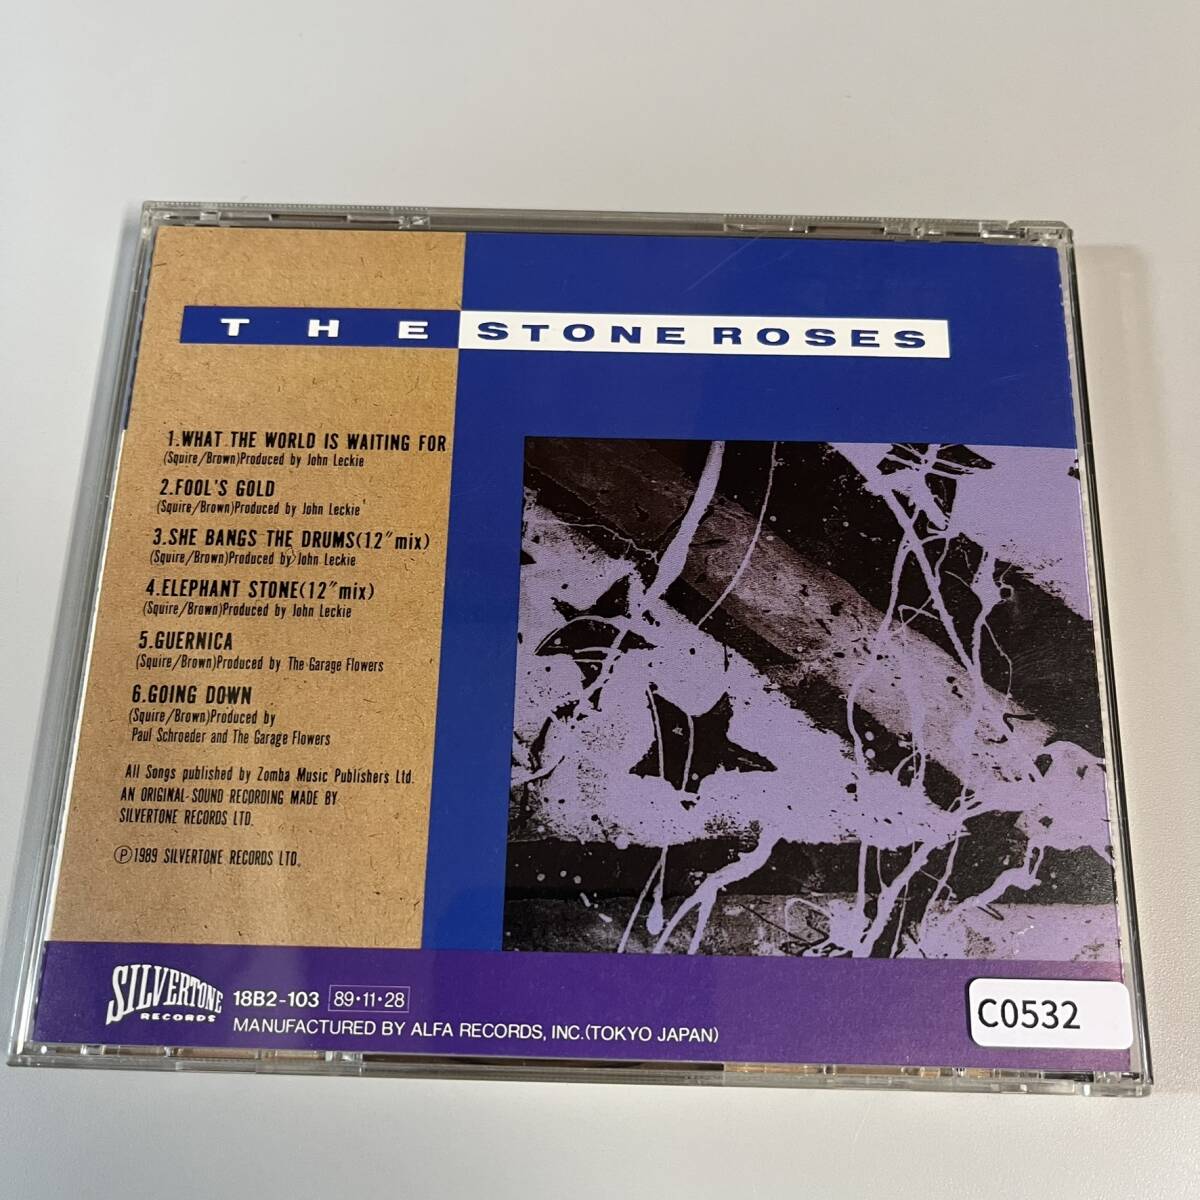 THE STONE ROSES
1.WHAT THE WORLD IS WAITING FOR
(Squire/Brown)Produced by John Leckie
2.FOOL'S GOLD
(Squire/Brown)Produced by John Leckie
3.SHE BANGS THE DRUMS(12″mix)
(Squire/Brown)Produced by John Leckie
4.ELEPHANT STONE(12″mix)
(Squire/Brown)Produced by John Leckie
5.GUERNICA
(Squire/Brown)Produced by The Garage Flowers
6.GOING DOWN
(Squire/Brown)Produced by
Paul Schroeder and The Garage Flowers
All Songs published by Zomba Music Publishers Ltd.
AN ORIGINAL SOUND RECORDING MADE BY
SILVERTONE RECORDS LTD.
Ⓟ1989 SILVERTONE RECORDS LTD.
SILVERTONE
RECORDS
18B2-103 89·11·28
MANUFACTURED BY ALFA RECORDS, INC.(TOKYO JAPAN)
C0532